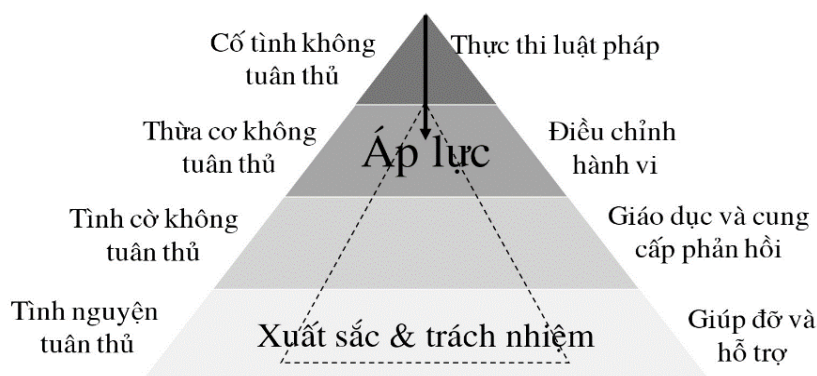 Cố tình không
tuân thủ
Thực thi luật pháp
Thừa cơ không
tuân thủ
Áp lực
Điều chỉnh
hành vi
Tình cờ không
tuân thủ
Giáo dục và cung
cấp phản hồi
Tình nguyện
tuân thủ
Xuất sắc & trách nhiệm
Giúp đỡ và
hỗ trợ